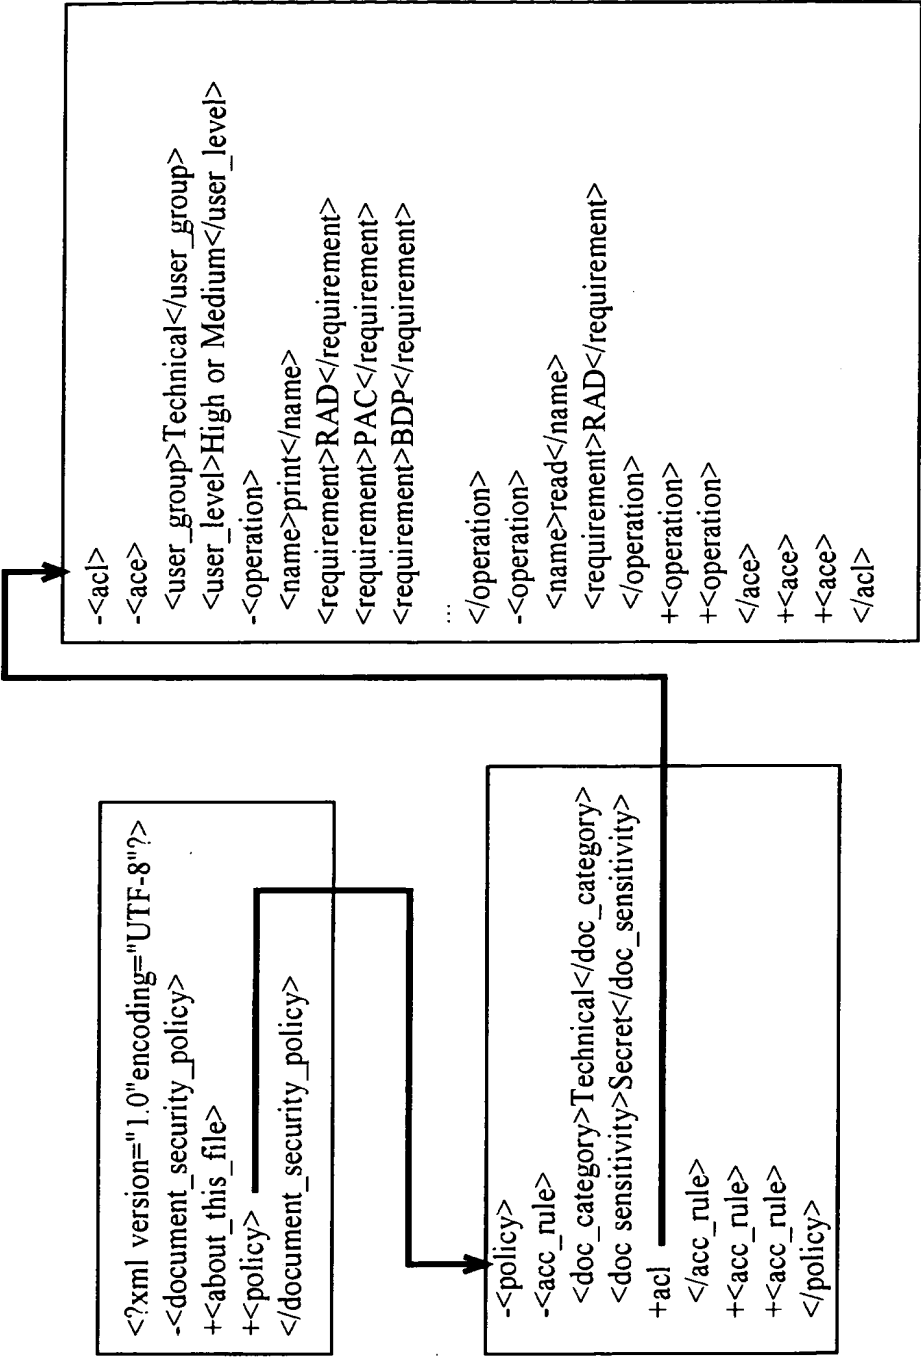 <?xml version="1.0"encoding="UTF-8"?>
-<document_security_policy>
+<about_this_file>
+<policy>
</document_security_policy>
-<policy>
-<acc_rule>
<doc_category>Technical</doc_category>
<doc sensitivity>Secret</doc_sensitivity>
+acl
</acc_rule>
+<acc_rule>
+<acc_rule>
</policy>
-<acl>
-<ace>
<user_group>Technical</user_group>
<user_level>High or Medium</user_level>
-<operation>
<name>print</name>
<requirement>RAD</requirement>
<requirement>PAC</requirement>
<requirement>BDP</requirement>
...
</operation>
-<operation>
<name>read</name>
<requirement>RAD</requirement>
</operation>
+<operation>
+<operation>
</ace>
+<ace>
+<ace>
</acl>